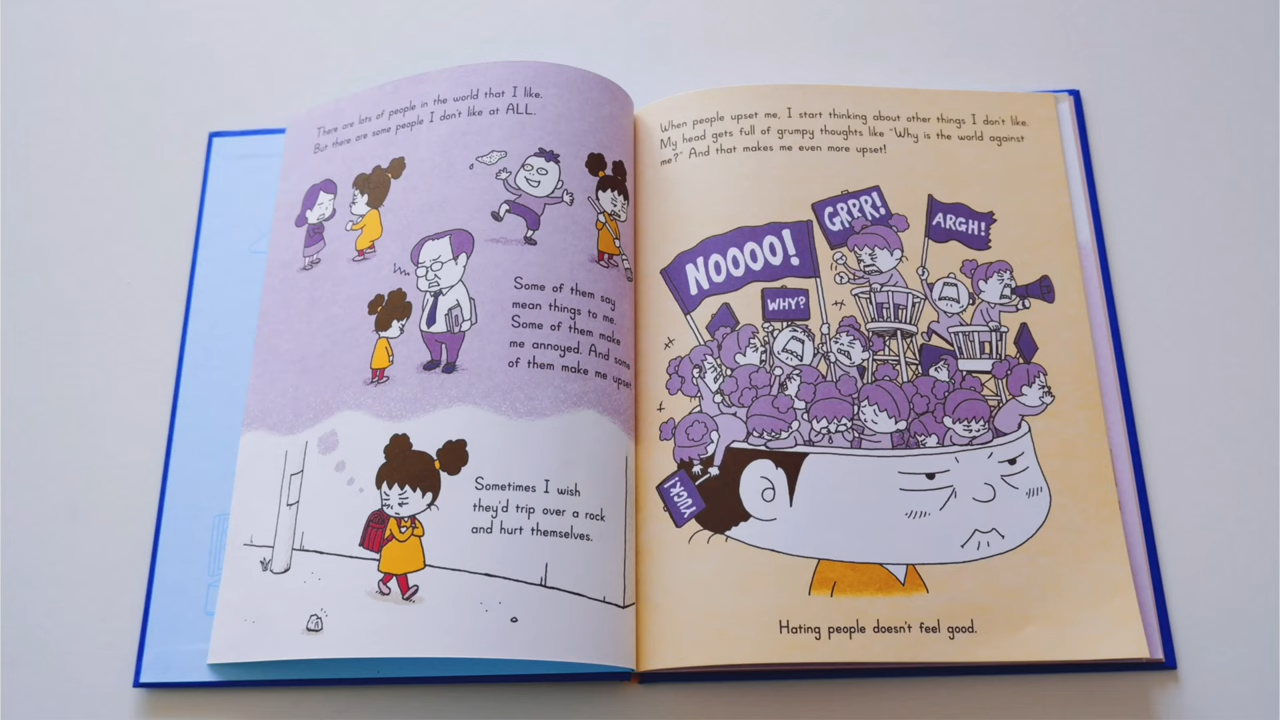 There are lots of people in the world that I like.
But there are some people I don't like at ALL.
Some of them say
mean things to me.
Some of them make
me annoyed. And some
of them make me upset
Sometimes I wish
they'd trip over a rock
and hurt themselves.
When people upset me, I start thinking about other things I don't like.
My head gets full of grumpy thoughts like "Why is the world against
me?" And that makes me even more upset!
GRRR!
ARGH!
NOOOO!
WHY?
YUCK!
Hating people doesn't feel good.